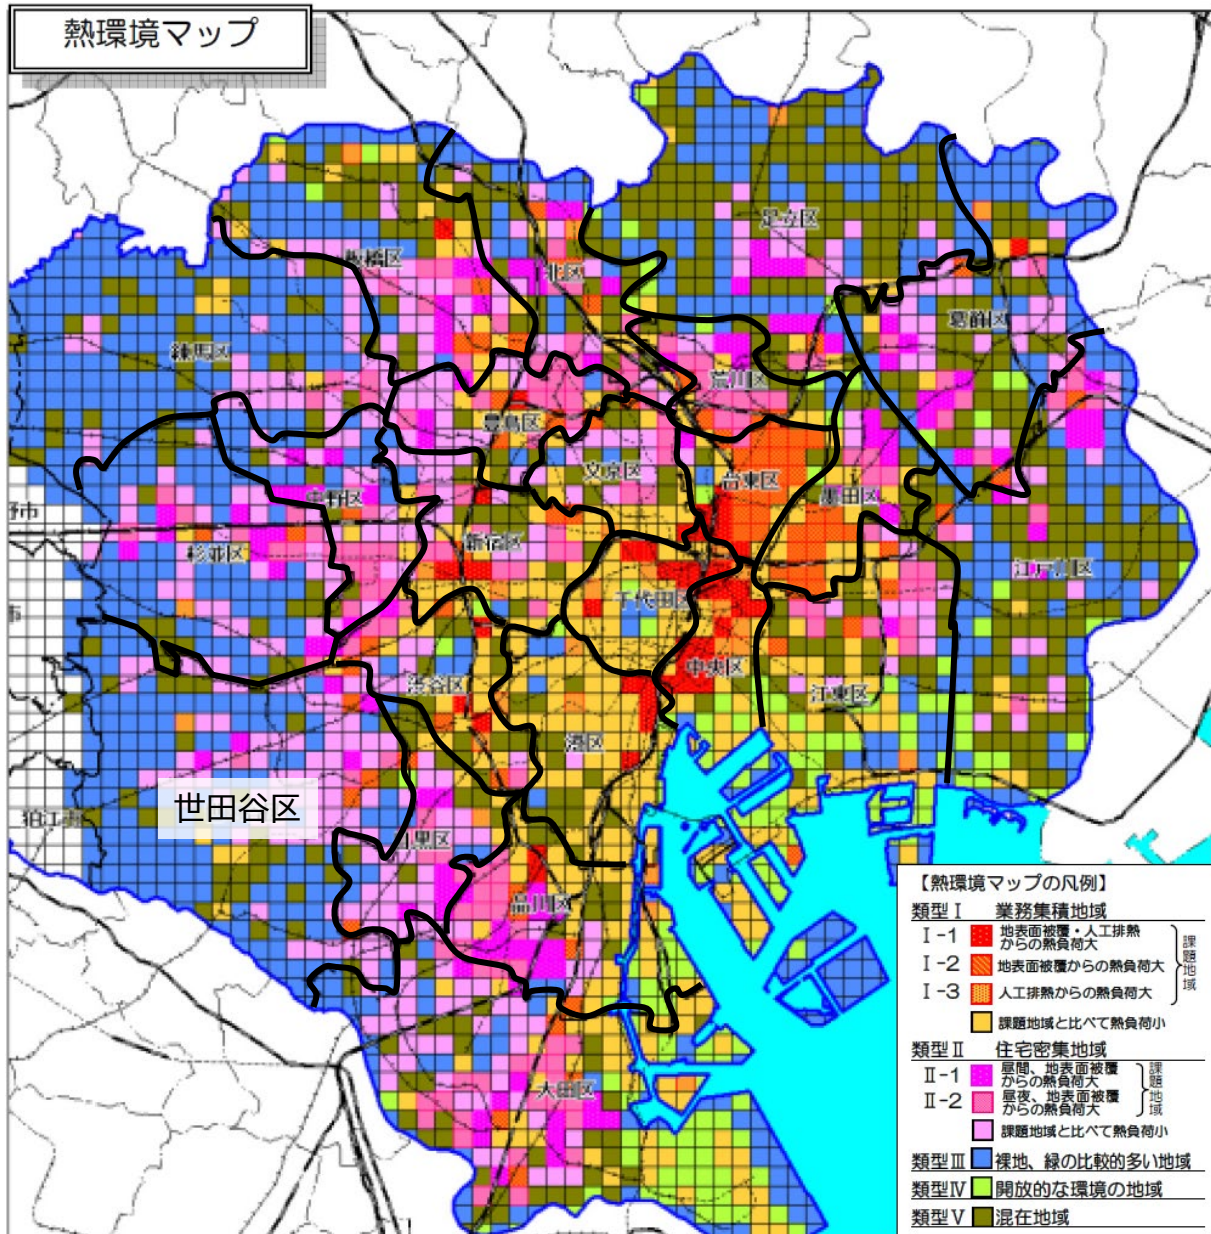 熱環境マップ
足立区
板橋区
北区
葛飾区
練馬区
荒川区
豊島区
文京区
台東区
墨田区
中野区
野市
新宿区
杉並区
江戸川区
千代田区
市
中央区
渋谷区
江東区
港区
世田谷区
狛江市
目黒区
品川区
大田区
【熱環境マップの凡例】
類型Ⅰ 業務集積地域
Ⅰ-1 地表面被覆・人工排熱
からの熱負荷大
Ⅰ-2 地表面被覆からの熱負荷大
Ⅰ-3 人工排熱からの熱負荷大
課題地域
課題地域と比べて熱負荷小
類型Ⅱ 住宅密集地域
Ⅱ-1 昼間、地表面被覆
からの熱負荷大
Ⅱ-2 昼夜、地表面被覆
からの熱負荷大
課題地域
課題地域と比べて熱負荷小
類型Ⅲ 裸地、緑の比較的多い地域
類型Ⅳ 開放的な環境の地域
類型Ⅴ 混在地域